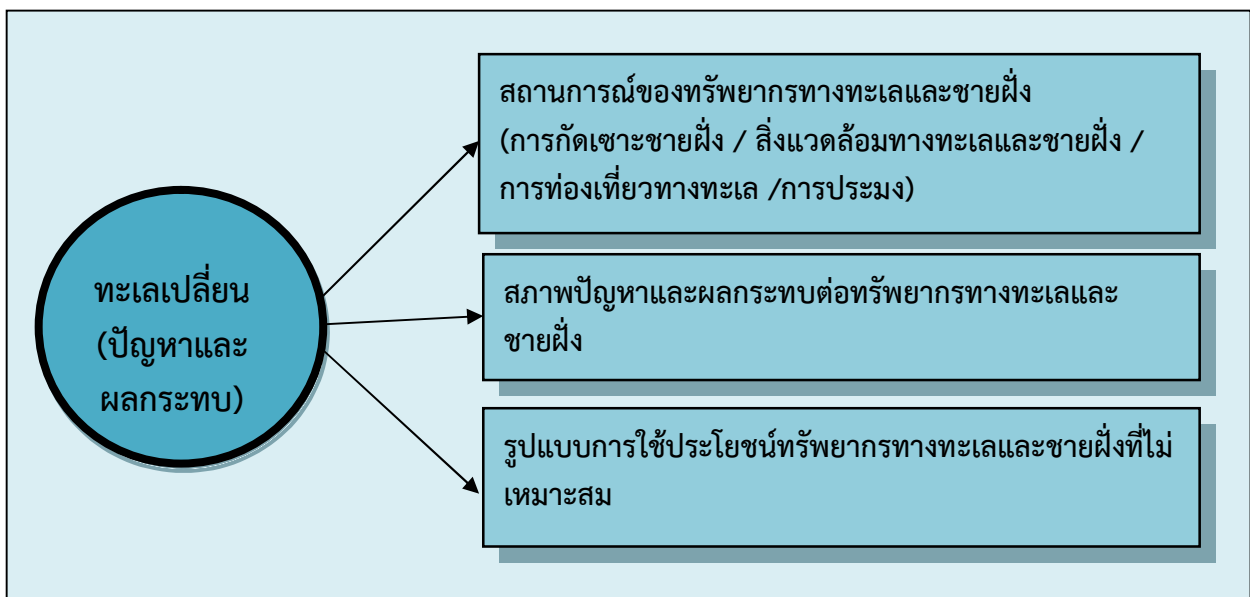 สถานการณ์ของทรัพยากรทางทะเลและชายฝั่ง
(การกัดเซาะชายฝั่ง / สิ่งแวดล้อมทางทะเลและชายฝั่ง /
การท่องเที่ยวทางทะเล /การประมง)
ทะเลเปลี่ยน
(ปัญหาและ
ผลกระทบ)
สภาพปัญหาและผลกระทบต่อทรัพยากรทางทะเลและ
ชายฝั่ง
รูปแบบการใช้ประโยชน์ทรัพยากรทางทะเลและชายฝั่งที่ไม่
เหมาะสม